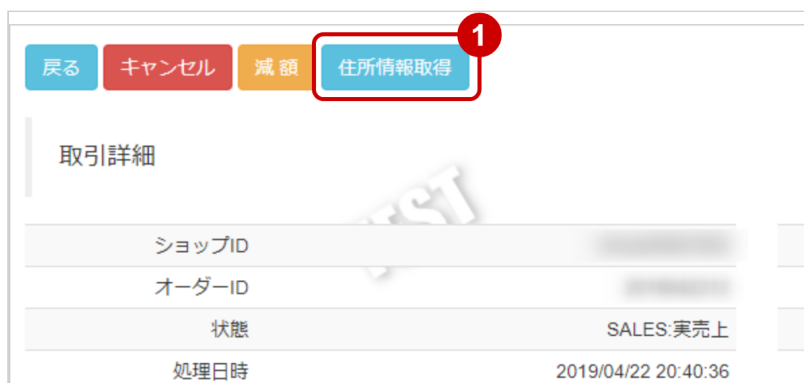 1
戻る キャンセル 減 額 住所情報取得
取引詳細
TEST
ショップID
オーダーID
状態 SALES:実売上
処理日時 2019/04/22 20:40:36